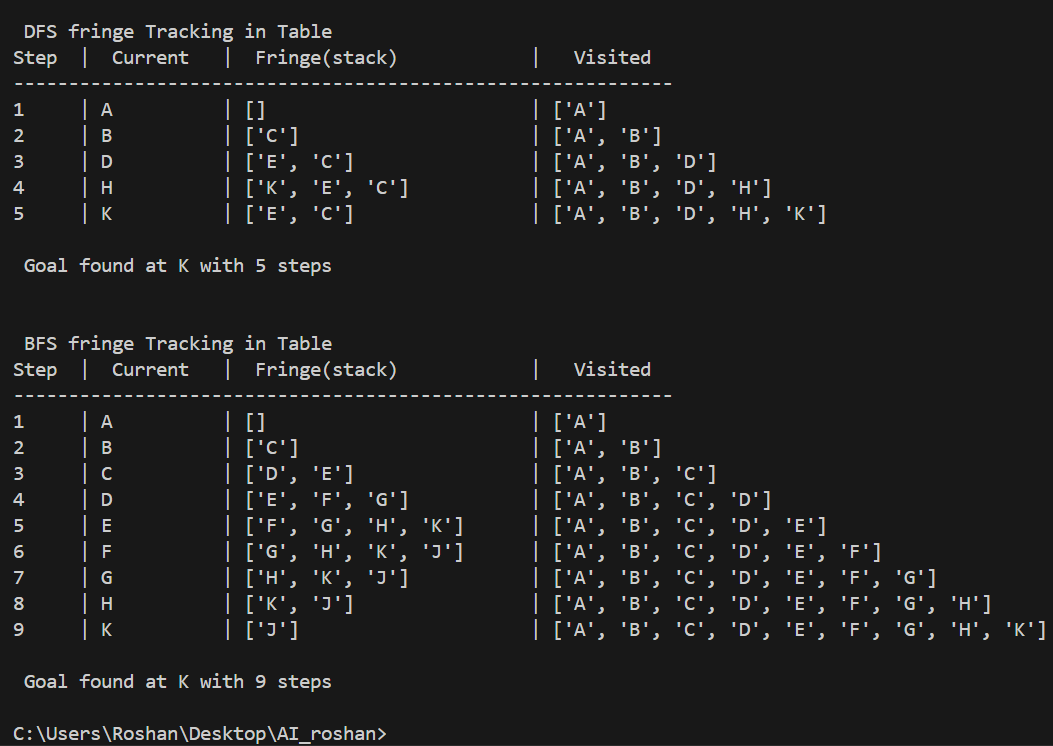 DFS fringe Tracking in Table
Step | Current | Fringe(stack) | Visited
------------------------------------------------------------
1 | A | [] | ['A']
2 | B | ['C'] | ['A', 'B']
3 | D | ['E', 'C'] | ['A', 'B', 'D']
4 | H | ['K', 'E', 'C'] | ['A', 'B', 'D', 'H']
5 | K | ['E', 'C'] | ['A', 'B', 'D', 'H', 'K']
Goal found at K with 5 steps
BFS fringe Tracking in Table
Step | Current | Fringe(stack) | Visited
------------------------------------------------------------
1 | A | [] | ['A']
2 | B | ['C'] | ['A', 'B']
3 | C | ['D', 'E'] | ['A', 'B', 'C']
4 | D | ['E', 'F', 'G'] | ['A', 'B', 'C', 'D']
5 | E | ['F', 'G', 'H', 'K'] | ['A', 'B', 'C', 'D', 'E']
6 | F | ['G', 'H', 'K', 'J'] | ['A', 'B', 'C', 'D', 'E', 'F']
7 | G | ['H', 'K', 'J'] | ['A', 'B', 'C', 'D', 'E', 'F', 'G']
8 | H | ['K', 'J'] | ['A', 'B', 'C', 'D', 'E', 'F', 'G', 'H']
9 | K | ['J'] | ['A', 'B', 'C', 'D', 'E', 'F', 'G', 'H', 'K']
Goal found at K with 9 steps
C:\Users\Roshan\Desktop\AI_roshan>